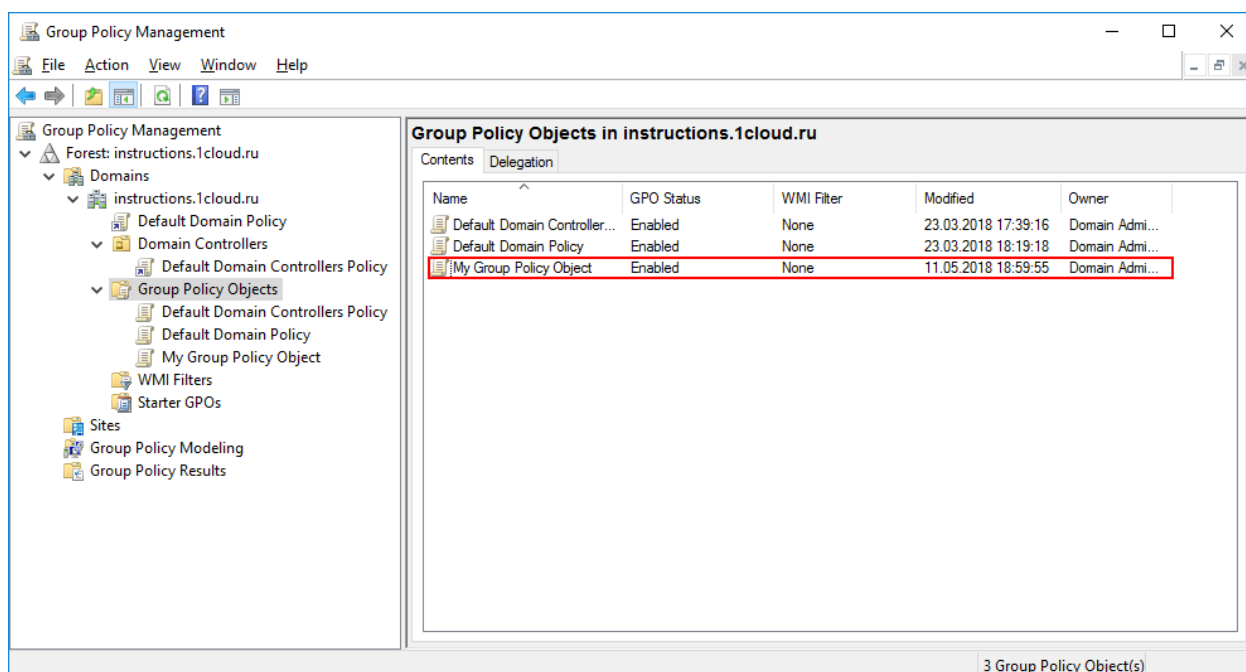 Group Policy Management
File Action View Window Help
Group Policy Management
Forest: instructions.1cloud.ru
Domains
instructions.1cloud.ru
Default Domain Policy
Domain Controllers
Default Domain Controllers Policy
Group Policy Objects
Default Domain Controllers Policy
Default Domain Policy
My Group Policy Object
WMI Filters
Starter GPOs
Sites
Group Policy Modeling
Group Policy Results
Group Policy Objects in instructions.1cloud.ru
Contents Delegation
Name GPO Status WMI Filter Modified Owner
Default Domain Controller... Enabled None 23.03.2018 17:39:16 Domain Admi...
Default Domain Policy Enabled None 23.03.2018 18:19:18 Domain Admi...
My Group Policy Object Enabled None 11.05.2018 18:59:55 Domain Admi...
3 Group Policy Object(s)